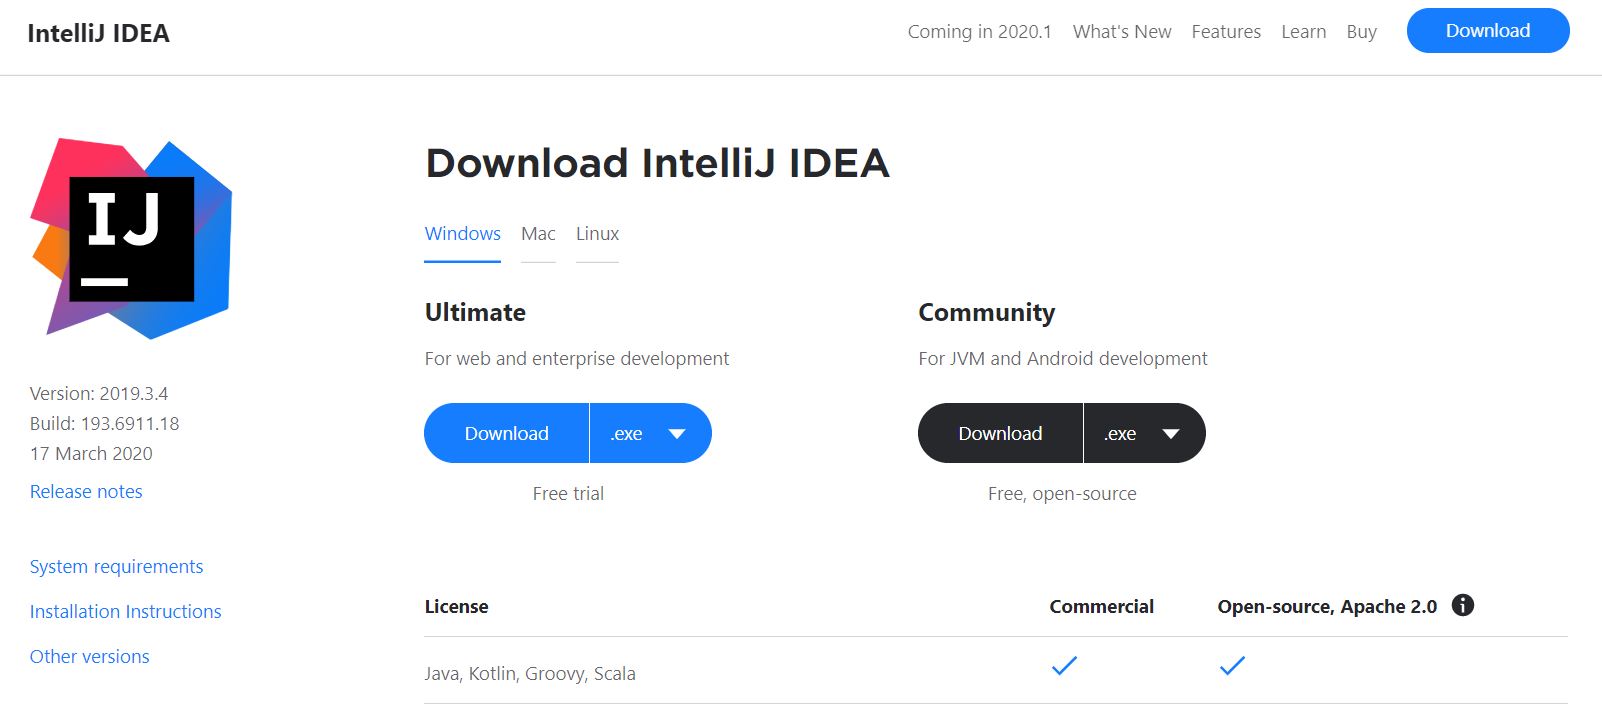 IntelliJ IDEA
Coming in 2020.1 What's New Features Learn Buy Download
IJ
Download IntelliJ IDEA
Windows Mac Linux
Ultimate Community
For web and enterprise development For JVM and Android development
Version: 2019.3.4
Build: 193.6911.18
17 March 2020
Release notes
Download .exe Download .exe
Free trial Free, open-source
System requirements
Installation Instructions
Other versions
License Commercial Open-source, Apache 2.0
Java, Kotlin, Groovy, Scala